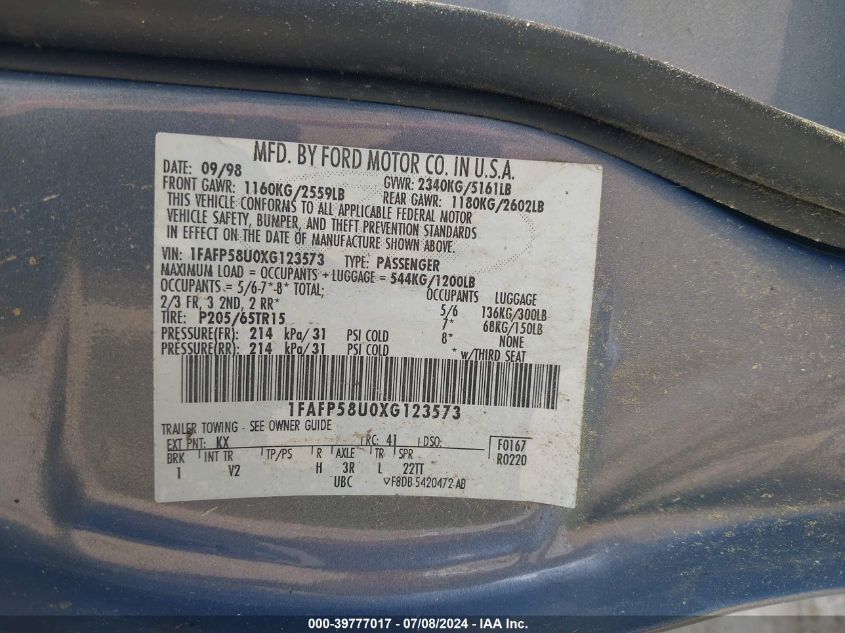 MFD. BY FORD MOTOR CO. IN U.S.A.
DATE: 09/98 GVWR: 2340KG/5161LB
FRONT GAWR: 1160KG/2559LB REAR GAWR: 1180KG/2602LB
THIS VEHICLE CONFORMS TO ALL APPLICABLE FEDERAL MOTOR
VEHICLE SAFETY, BUMPER, AND THEFT PREVENTION STANDARDS
IN EFFECT ON THE DATE OF MANUFACTURE SHOWN ABOVE.
VIN: 1FAFP58U0XG123573 TYPE: PASSENGER
MAXIMUM LOAD = OCCUPANTS + LUGGAGE = 544KG/1200LB
OCCUPANTS = 5/6-7*-8* TOTAL; OCCUPANTS LUGGAGE
2/3 FR, 3 2ND, 2 RR* 5/6 136KG/300LB
TIRE: P205/65TR15 7* 68KG/150LB
PRESSURE(FR): 214 kPa/31 PSI COLD 8* NONE
PRESSURE(RR): 214 kPa/31 PSI COLD * w/THIRD SEAT
1FAFP58U0XG123573
TRAILER TOWING - SEE OWNER GUIDE
EXT PNT: KX RC: 41 DSO: F0167
BRK INT TR TP/PS R AXLE TR SPR R0220
1 V2 H 3R L 22TT
UBC ▽F8DB-5420472-AB
000-39777017 - 07/08/2024 - IAAI.com